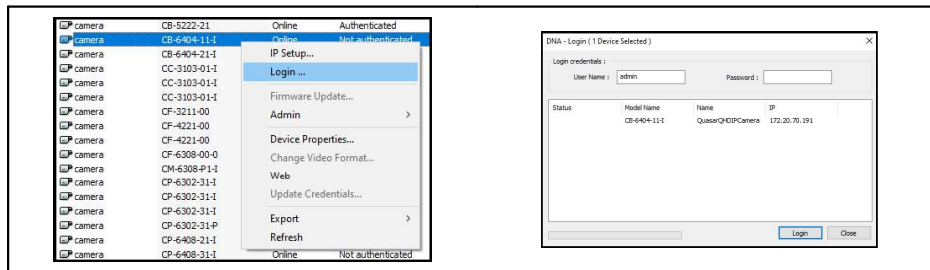 camera CB-5222-21 Online Authenticated
camera CB-6404-11-I Online Not authenticated
camera CB-6404-21-I
camera CC-3103-01-I
camera CC-3103-01-I
camera CC-3103-01-I
camera CF-3211-00
camera CF-4221-00
camera CF-4221-00
camera CF-6308-00-0
camera CM-6308-P1-I
camera CP-6302-31-I
camera CP-6302-31-I
camera CP-6302-31-I
camera CP-6302-31-P
camera CP-6408-21-I
camera CP-6408-31-I Online Not authenticated
IP Setup...
Login ...
Firmware Update...
Admin >
Device Properties...
Change Video Format...
Web
Update Credentials...
Export >
Refresh
DNA - Login ( 1 Device Selected ) X
Login credentials :
User Name : admin Password :
Status Model Name Name IP
CB-6404-11-I QuasarQHDIPCamera 172.20.70.191
Login Close